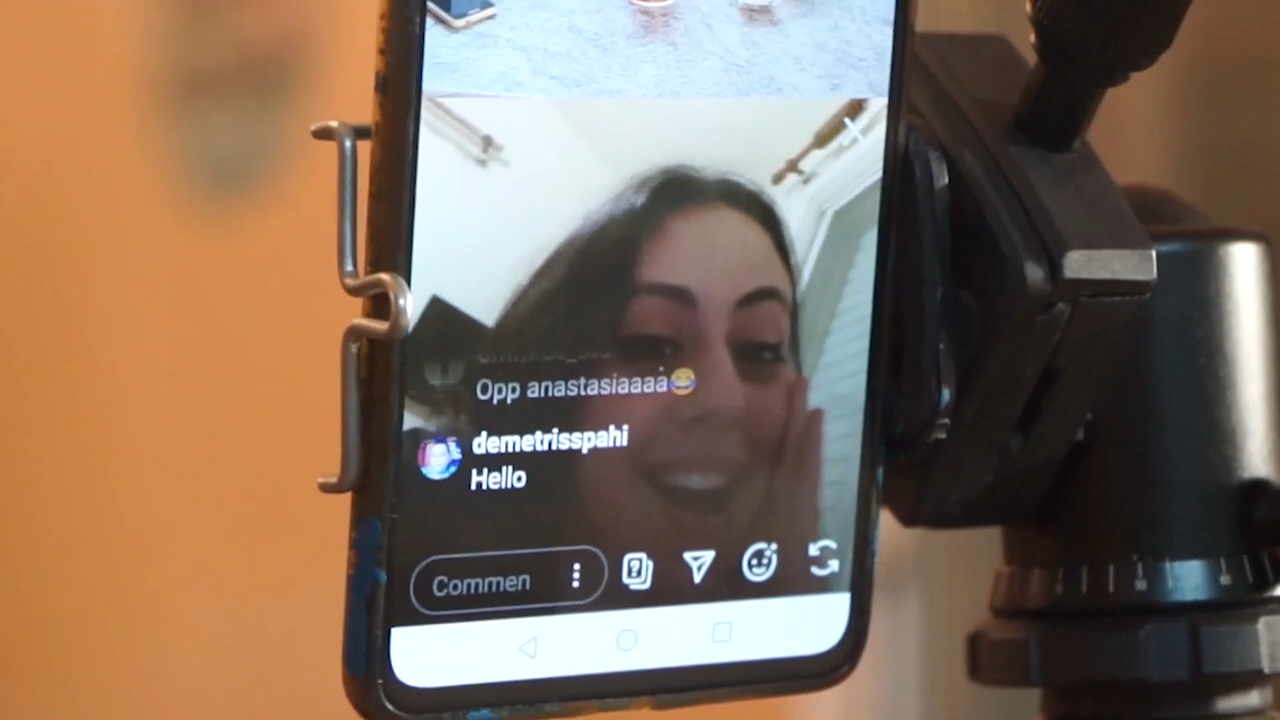 Opp anastasiaaaa😂
demetrisspahi
Hello
Commen